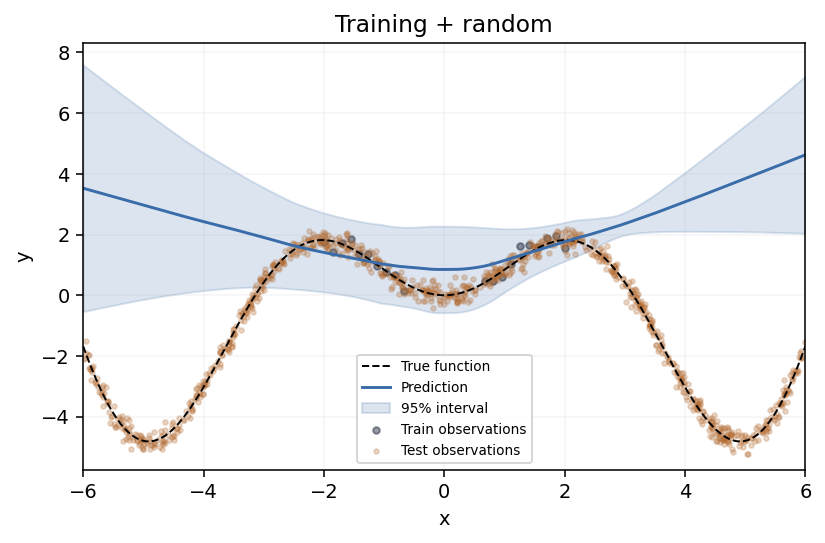 Training + random
8
6
4
2
0
−2
−4
y
True function
Prediction
95% interval
Train observations
Test observations
−6 −4 −2 0 2 4 6
x